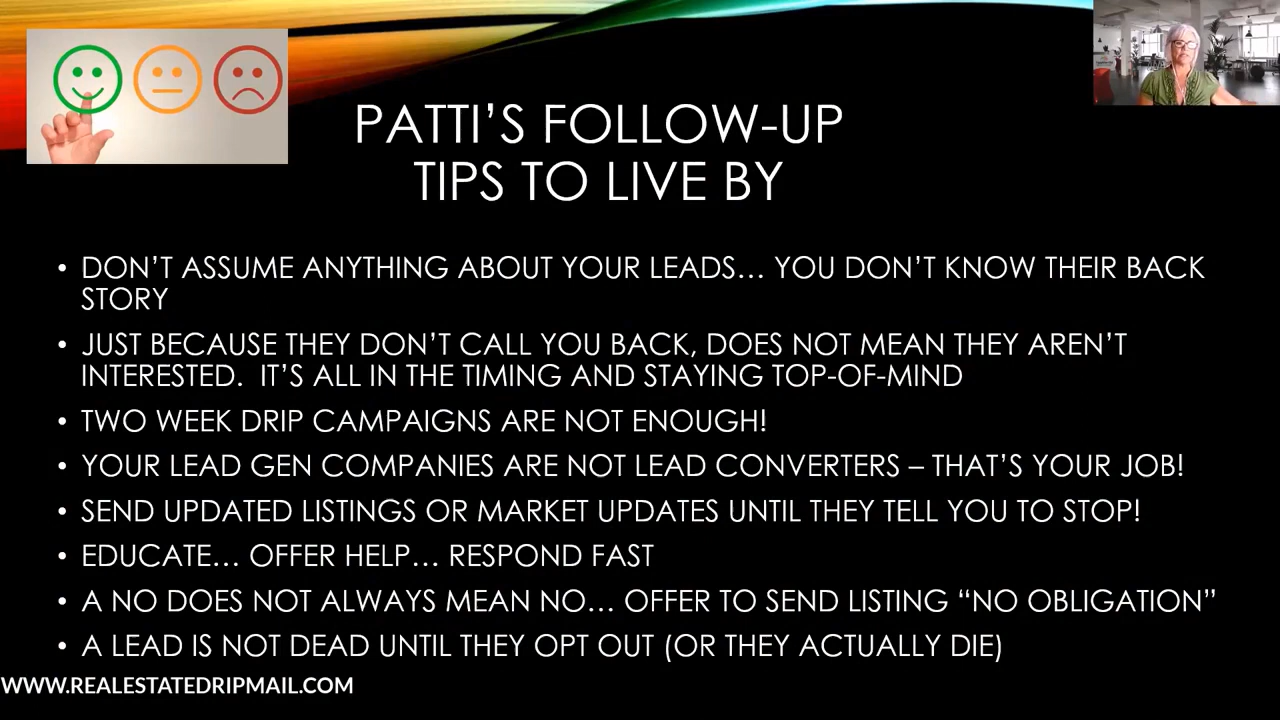 PATTI’S FOLLOW-UP
TIPS TO LIVE BY
• DON’T ASSUME ANYTHING ABOUT YOUR LEADS… YOU DON’T KNOW THEIR BACK
STORY
• JUST BECAUSE THEY DON’T CALL YOU BACK, DOES NOT MEAN THEY AREN’T
INTERESTED.  IT’S ALL IN THE TIMING AND STAYING TOP-OF-MIND
• TWO WEEK DRIP CAMPAIGNS ARE NOT ENOUGH!
• YOUR LEAD GEN COMPANIES ARE NOT LEAD CONVERTERS – THAT’S YOUR JOB!
• SEND UPDATED LISTINGS OR MARKET UPDATES UNTIL THEY TELL YOU TO STOP!
• EDUCATE… OFFER HELP… RESPOND FAST
• A NO DOES NOT ALWAYS MEAN NO… OFFER TO SEND LISTING “NO OBLIGATION”
• A LEAD IS NOT DEAD UNTIL THEY OPT OUT (OR THEY ACTUALLY DIE)
WWW.REALESTATEDRIPMAIL.COM